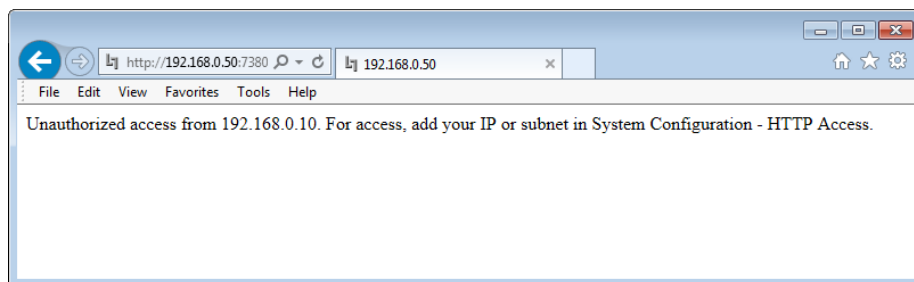 http://192.168.0.50:7380
192.168.0.50
File Edit View Favorites Tools Help
Unauthorized access from 192.168.0.10. For access, add your IP or subnet in System Configuration - HTTP Access.